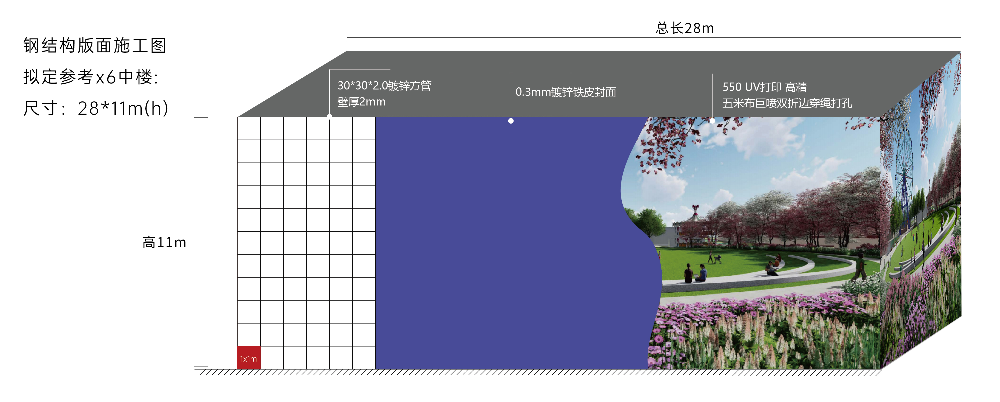 总长28m
钢结构版面施工图
拟定参考x6中楼:
尺寸：28*11m(h)
30*30*2.0镀锌方管
壁厚2mm
0.3mm镀锌铁皮封面
550 UV打印 高精
五米布巨喷双折边穿绳打孔
高11m
1x1m